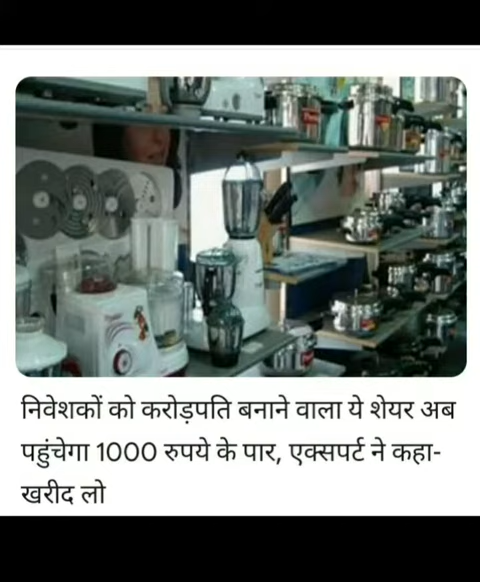 निवेशकों को करोड़पति बनाने वाला ये शेयर अब
पहुंचेगा 1000 रुपये के पार, एक्सपर्ट ने कहा-
खरीद लो